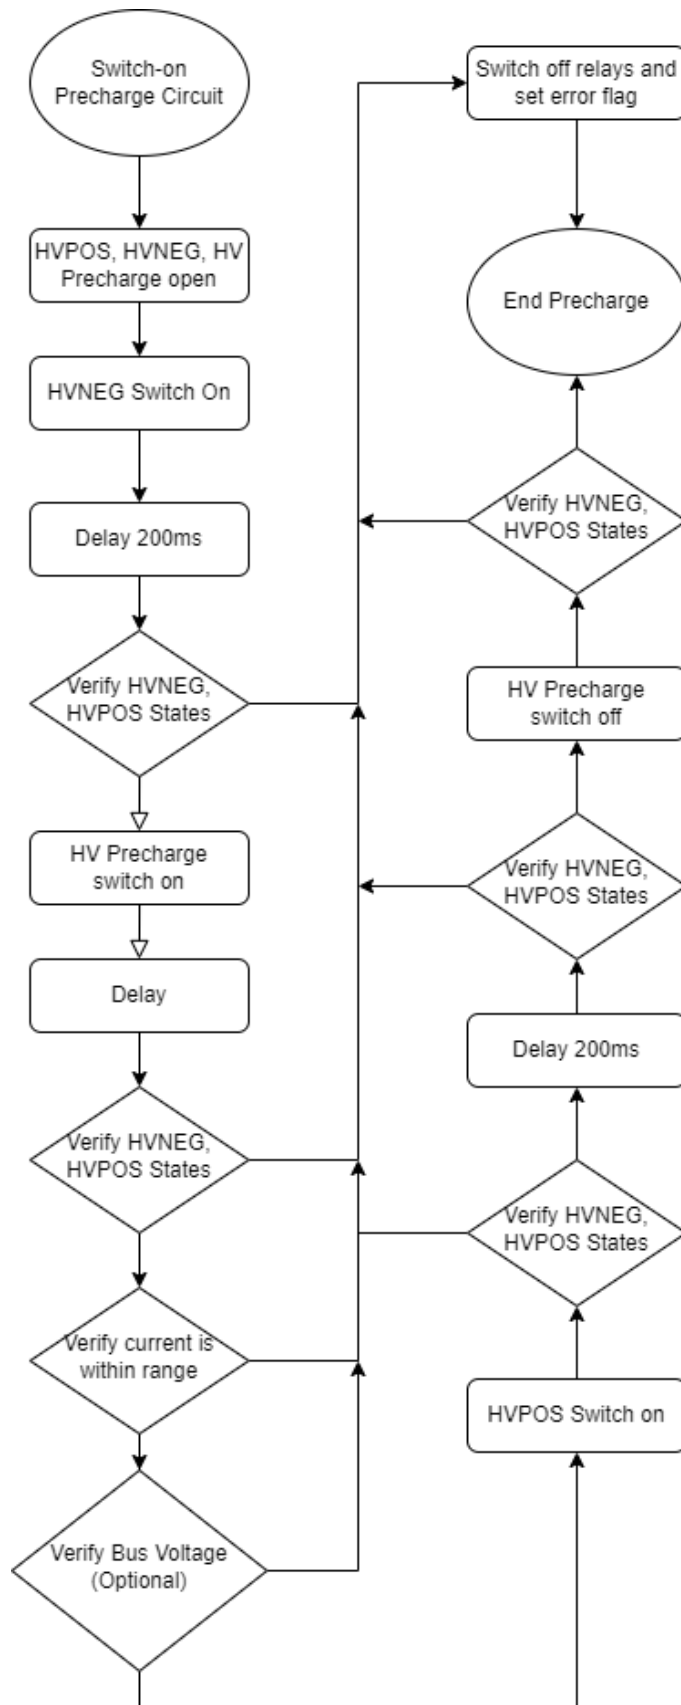 Switch-on
Precharge Circuit
HVPOS, HVNEG, HV
Precharge open
HVNEG Switch On
Delay 200ms
Verify HVNEG,
HVPOS States
HV Precharge
switch on
Delay
Verify HVNEG,
HVPOS States
Verify current is
within range
Verify Bus Voltage
(Optional)
Switch off relays and
set error flag
End Precharge
Verify HVNEG,
HVPOS States
HV Precharge
switch off
Verify HVNEG,
HVPOS States
Delay 200ms
Verify HVNEG,
HVPOS States
HVPOS Switch on